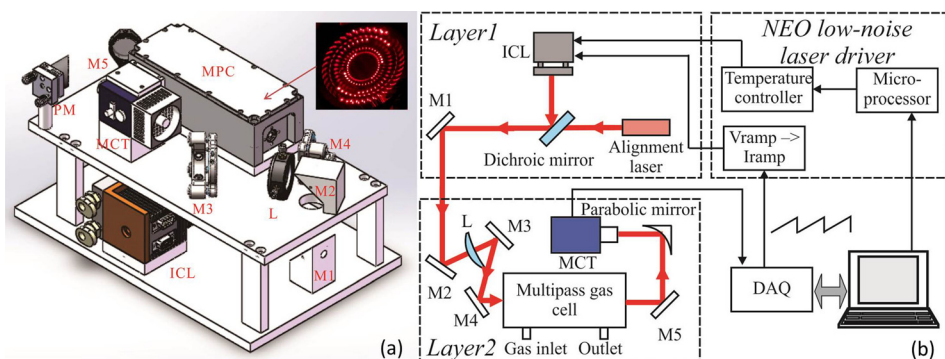 M5
MPC
PM
MCT
M4
M2
M3
L
ICL
M1
(a)
Layer1
ICL
M1
Dichroic mirror
Alignment
laser
NEO low-noise
laser driver
Temperature
controller
Micro-
processor
Vramp –>
Iramp
L
M3
Parabolic mirror
MCT
M2
M4
Multipass gas
cell
M5
Layer2
Gas inlet
Outlet
DAQ
(b)